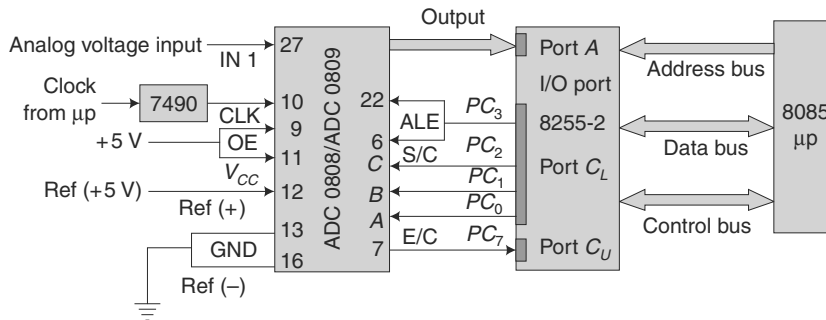 Output
Analog voltage input
IN 1
27
Port A
Address bus
I/O port
Clock
from μp
7490
10
22
ALE
PC3
8255-2
8085
μp
CLK
9
+5 V
OE
6
S/C
PC2
Data bus
11
C
Port CL
VCC
PC1
Ref (+5 V)
12
B
Ref (+)
PC0
A
Control bus
13
GND
7
E/C
PC7
Port CU
16
Ref (–)
ADC 0808/ADC 0809